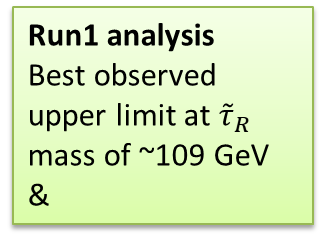 Run1 analysis
Best observed
upper limit at τ̃_R
mass of ~109 GeV
&